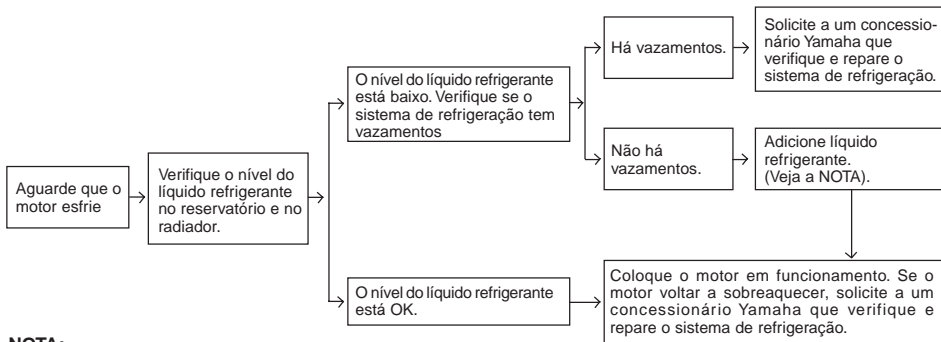 Aguarde que o
motor esfrie
Verifique o nível do
líquido refrigerante
no reservatório e no
radiador.
O nível do líquido refrigerante
está baixo. Verifique se o
sistema de refrigeração tem
vazamentos
Há vazamentos.
Solicite a um concessio-
nário Yamaha que
verifique e repare o
sistema de refrigeração.
Não há
vazamentos.
Adicione líquido
refrigerante.
(Veja a NOTA).
O nível do líquido refrigerante
está OK.
Coloque o motor em funcionamento. Se o
motor voltar a sobreaquecer, solicite a um
concessionário Yamaha que verifique e
repare o sistema de refrigeração.
NOTA: